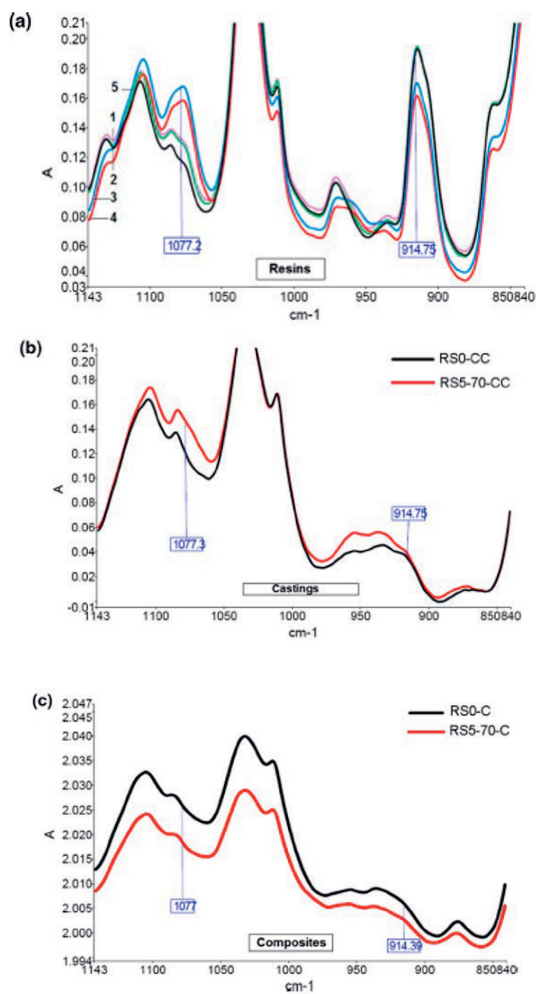 (a)
0.21
0.20
0.18
0.16
0.14
0.12
0.10
0.08
0.06
0.04
0.03
A
5
1
2
3
4
1077.2
914.75
Resins
1143 1100 1050 1000 950 900 850840
cm-1
(b)
0.21
0.20
0.18
0.16
0.14
0.12
0.10
0.08
0.06
0.04
0.02
-0.01
A
RS0-CC
RS5-70-CC
1077.3
914.75
Castings
1143 1100 1050 1000 950 900 850840
cm-1
(c)
2.047
2.045
2.040
2.035
2.030
2.025
2.020
2.015
2.010
2.005
2.000
1.994
A
RS0-C
RS5-70-C
1077
914.39
Composites
1143 1100 1050 1000 950 900 850840
cm-1